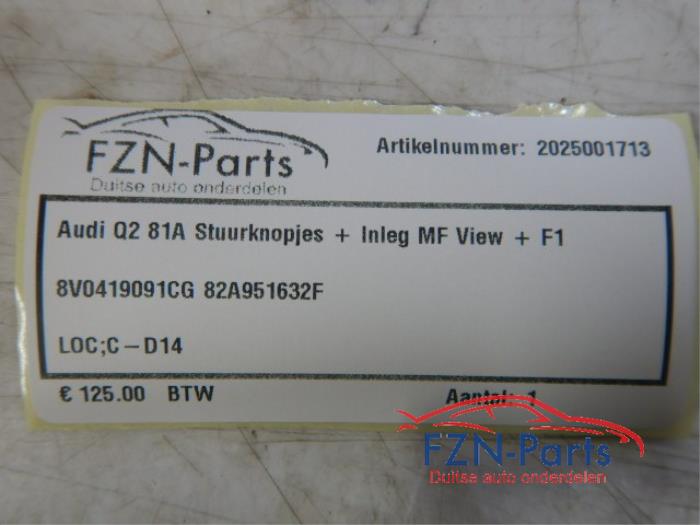 FZN-Parts
Duitse auto onderdelen
Artikelnummer: 2025001713
Audi Q2 81A Stuurknopjes + Inleg MF View + F1
8V0419091CG 82A951632F
LOC;C-D14
€ 125.00 BTW
Aantal: 1
FZN-Parts
Duitse auto onderdelen